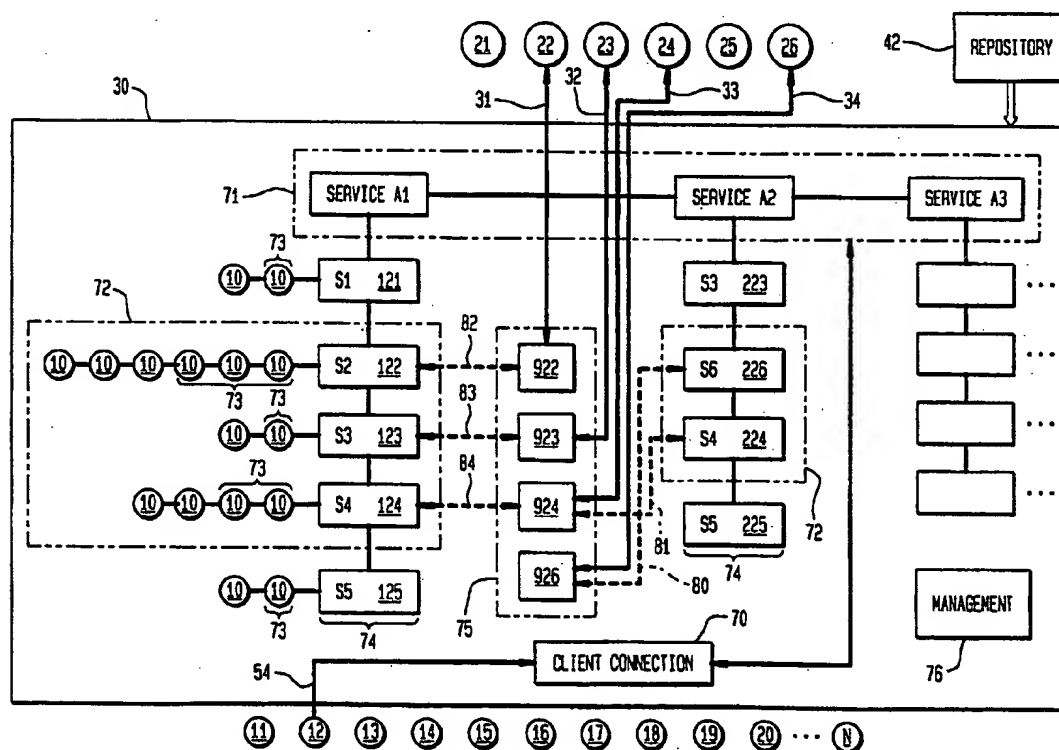 21 22 23 24 25 26
42 REPOSITORY
31 32 33 34
30
71 SERVICE A1 SERVICE A2 SERVICE A3
73
10 10 S1 121 S3 223 ...
72 82
10 10 10 10 10 10 S2 122 922 S6 226 ...
73 73 83
10 10 S3 123 923 S4 224 ...
73 84
10 10 10 10 S4 124 924 72 ...
81
10 10 S5 125 926 S5 225
73 74 75 80 74
70 MANAGEMENT
54 CLIENT CONNECTION 76
11 12 13 14 15 16 17 18 19 20 ... N